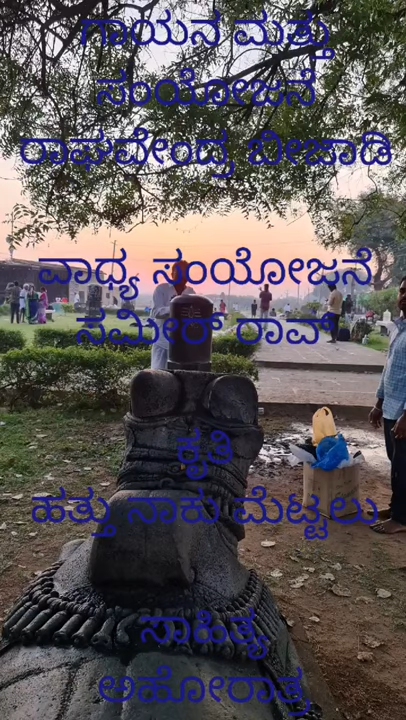 ಗಾಯನ ಮತ್ತು
ಸಂಯೋಜನೆ
ರಾಘವೇಂದ್ರ ಬೀಜಾಡಿ
ವಾಧ್ಯ ಸಂಯೋಜನೆ
ಸಮೀರ್ ರಾವ್
ಕೃತಿ
ಹತ್ತು ನಾಕು ಮೆಟ್ಟಲು
ಸಾಹಿತ್ಯ
ಅಹೋರಾತ್ರ